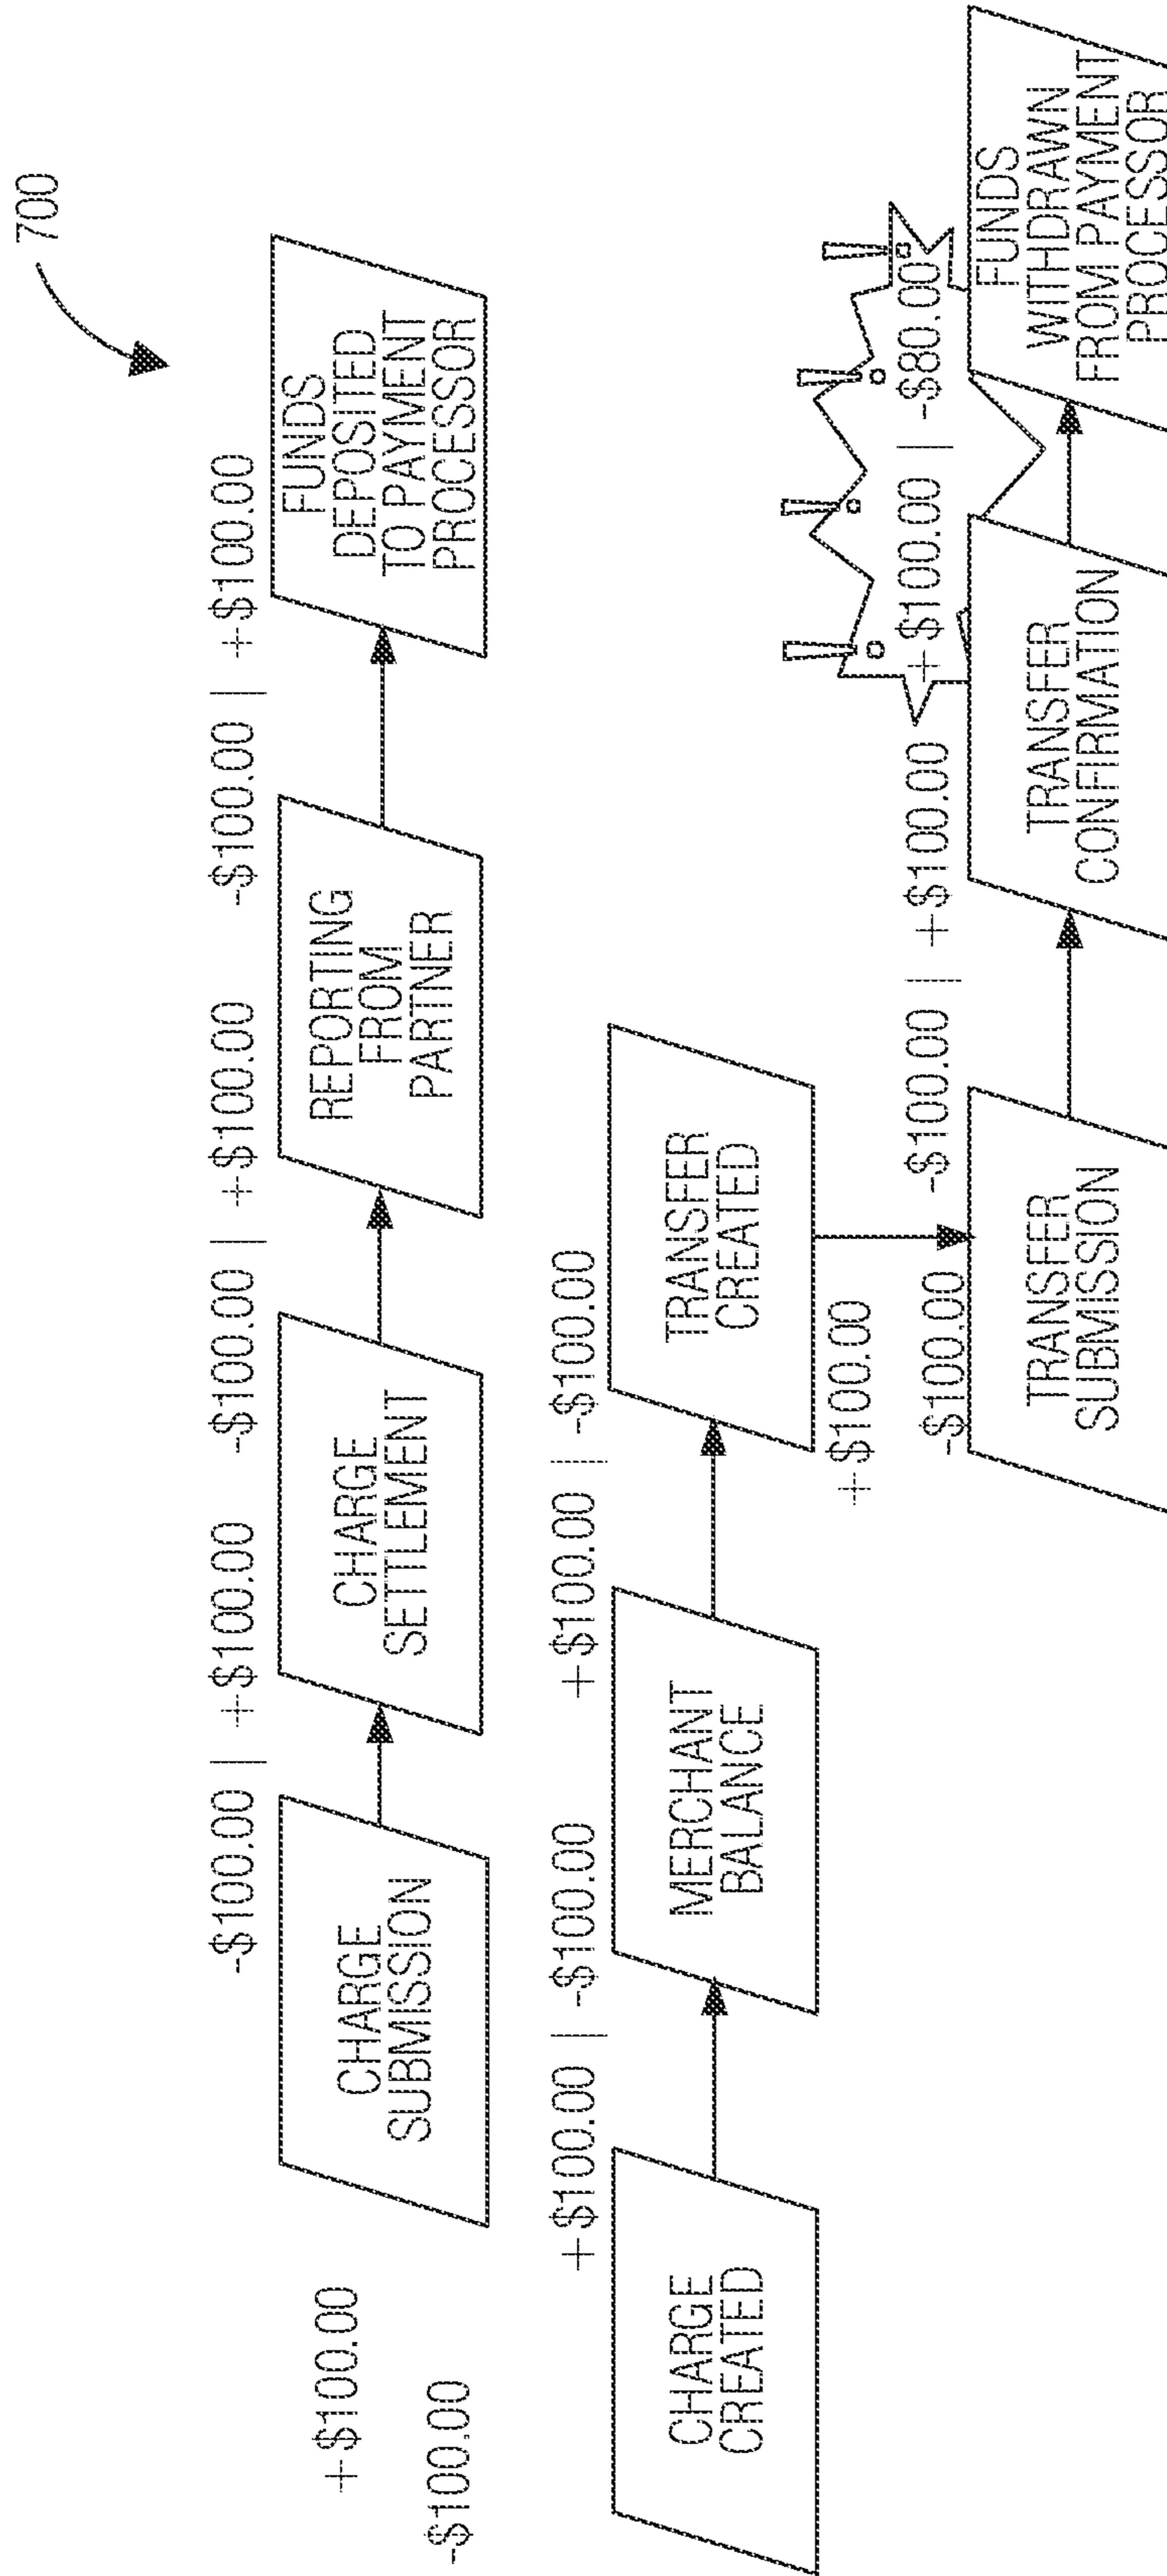 700
-$100.00 | +$100.00
-$100.00 | +$100.00
-$100.00 | +$100.00
CHARGE
SUBMISSION
CHARGE
SETTLEMENT
REPORTING
FROM
PARTNER
FUNDS
DEPOSITED
TO PAYMENT
PROCESSOR
+$100.00
-$100.00
+$100.00 | -$100.00
+$100.00 | -$100.00
CHARGE
CREATED
MERCHANT
BALANCE
TRANSFER
CREATED
+$100.00
-$100.00
-$100.00 | +$100.00
+$100.00 | -$80.00
! ! ! !
TRANSFER
SUBMISSION
TRANSFER
CONFIRMATION
FUNDS
WITHDRAWN
FROM PAYMENT
PROCESSOR